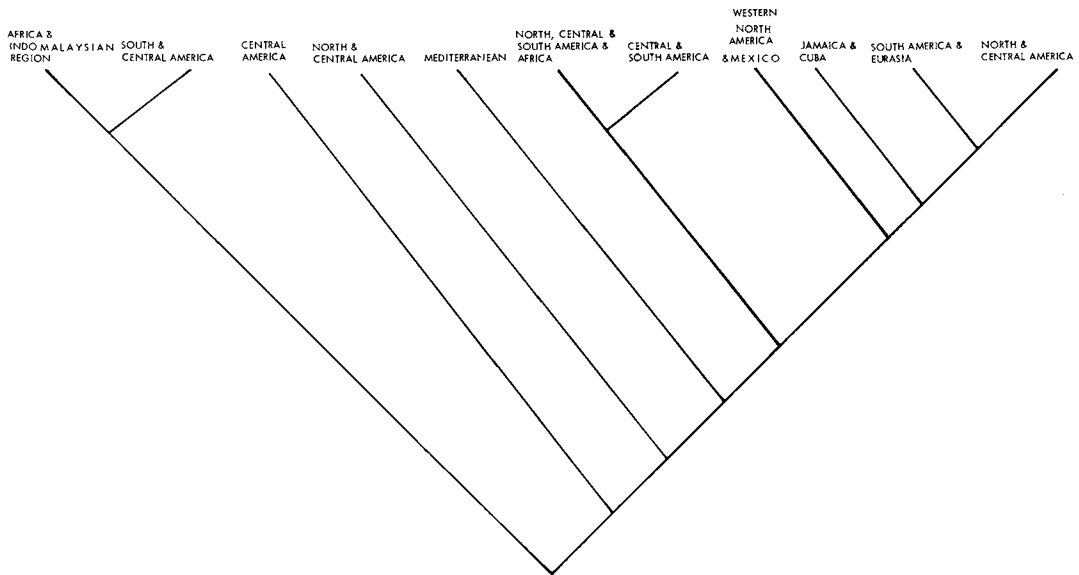 AFRICA &
INDO MALAYSIAN
REGION
SOUTH &
CENTRAL AMERICA
CENTRAL
AMERICA
NORTH &
CENTRAL AMERICA
MEDITERRANEAN
NORTH, CENTRAL &
SOUTH AMERICA &
AFRICA
CENTRAL &
SOUTH AMERICA
WESTERN
NORTH
AMERICA
& MEXICO
JAMAICA &
CUBA
SOUTH AMERICA &
EURASIA
NORTH &
CENTRAL AMERICA